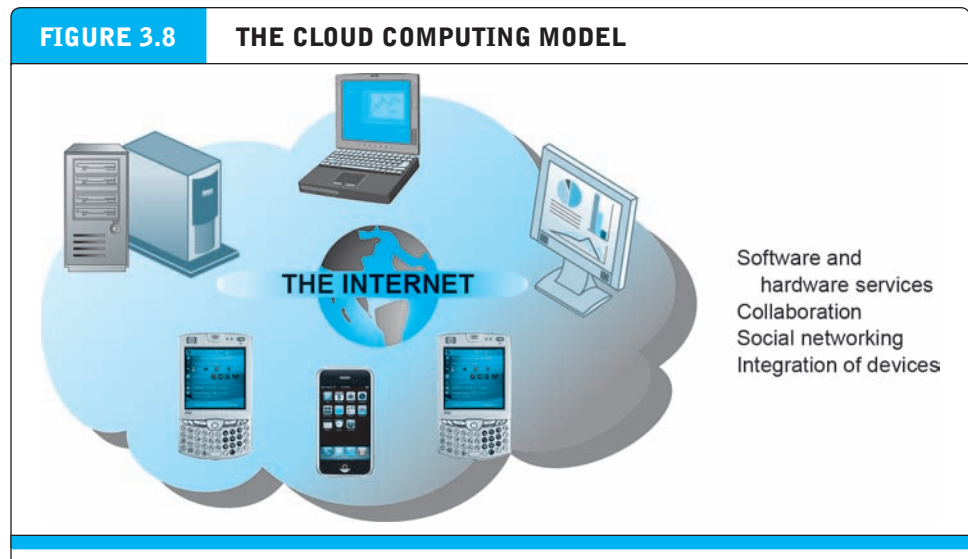 FIGURE 3.8 THE CLOUD COMPUTING MODEL
THE INTERNET
Software and
hardware services
Collaboration
Social networking
Integration of devices